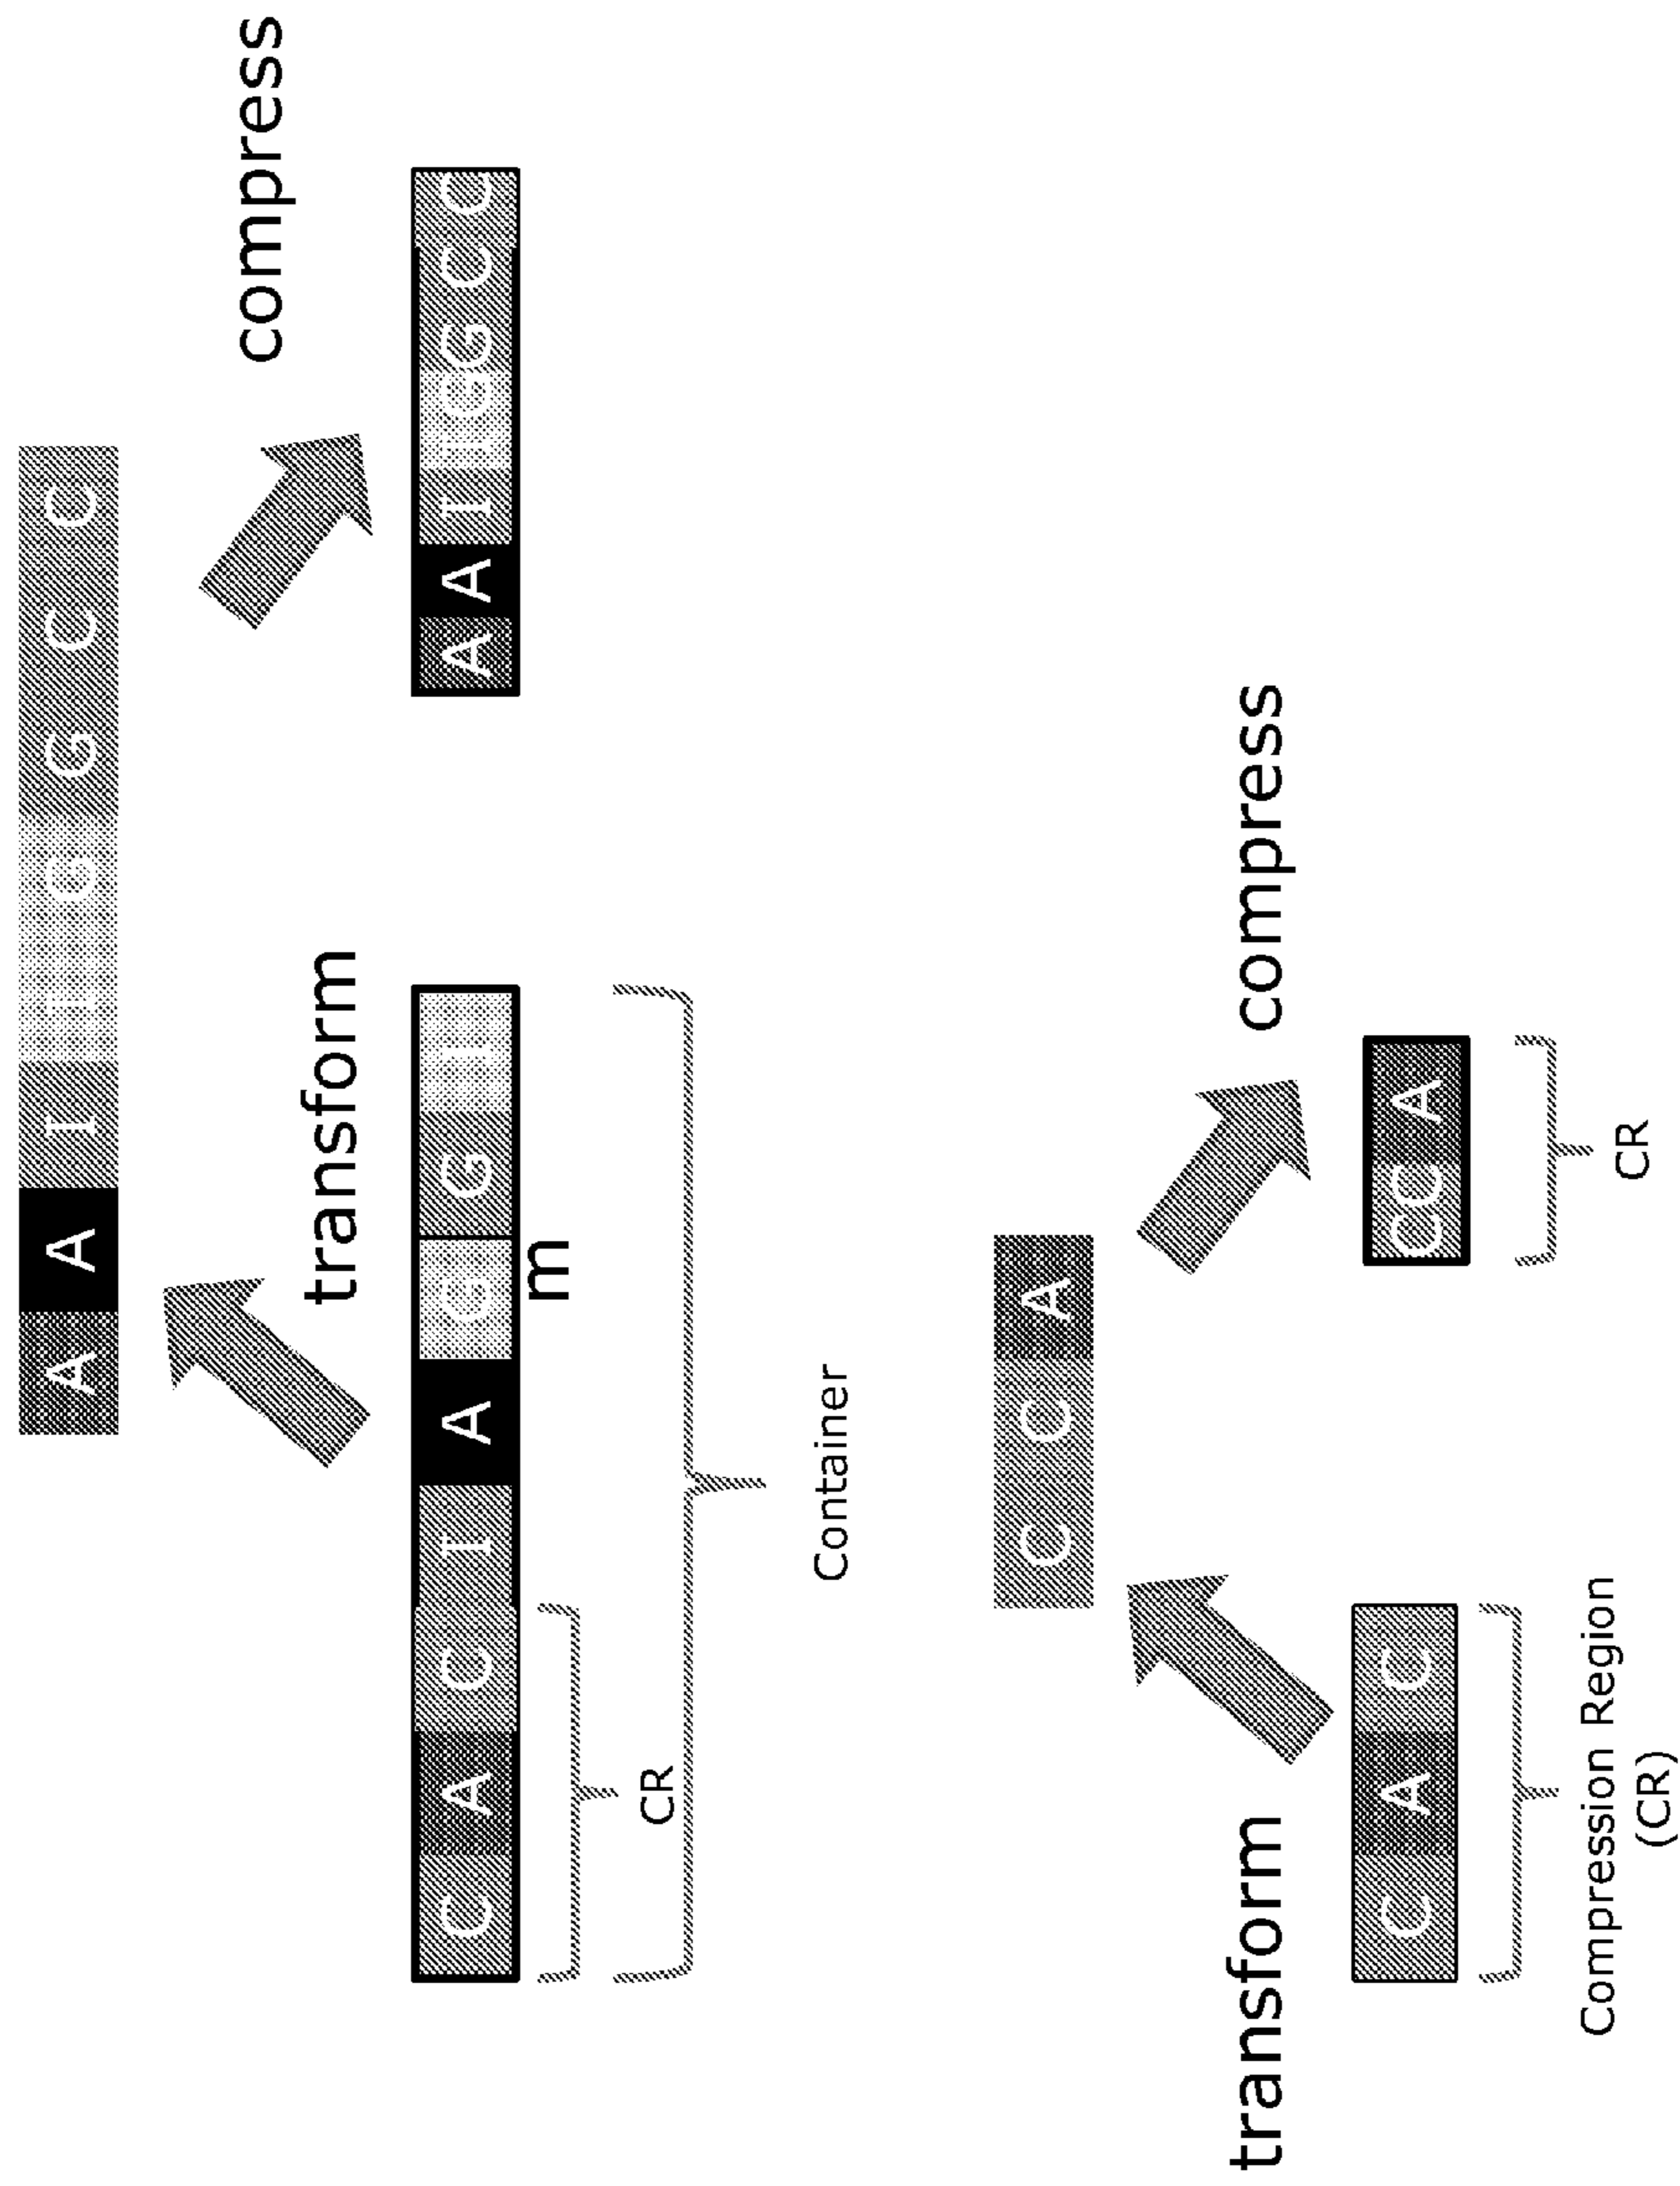 A A T T G G C C
compress
transform
C A C T A G G T
A A T T G G C C
m
CR
Container
C C A
transform
compress
C A C
CC A
Compression Region
(CR)
CR